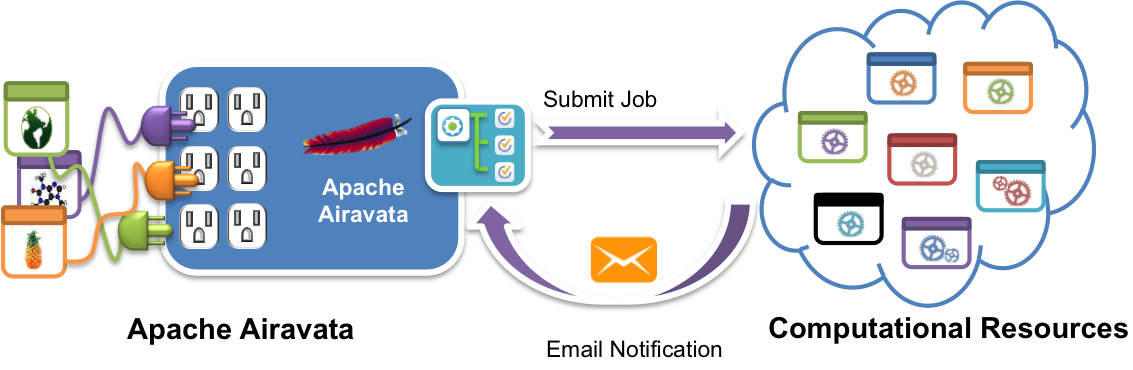 Submit Job
Apache
Airavata
Apache Airavata
Computational Resources
Email Notification